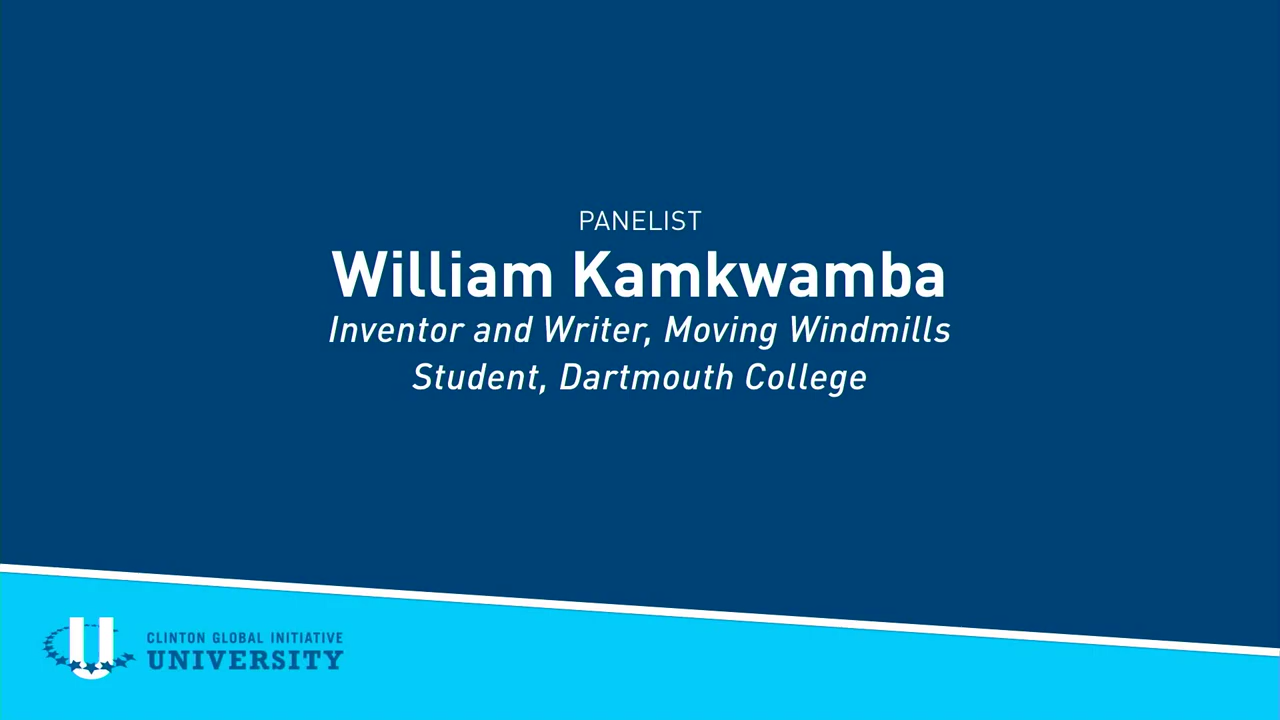 PANELIST
William Kamkwamba
Inventor and Writer, Moving Windmills
Student, Dartmouth College
CLINTON GLOBAL INITIATIVE
UNIVERSITY